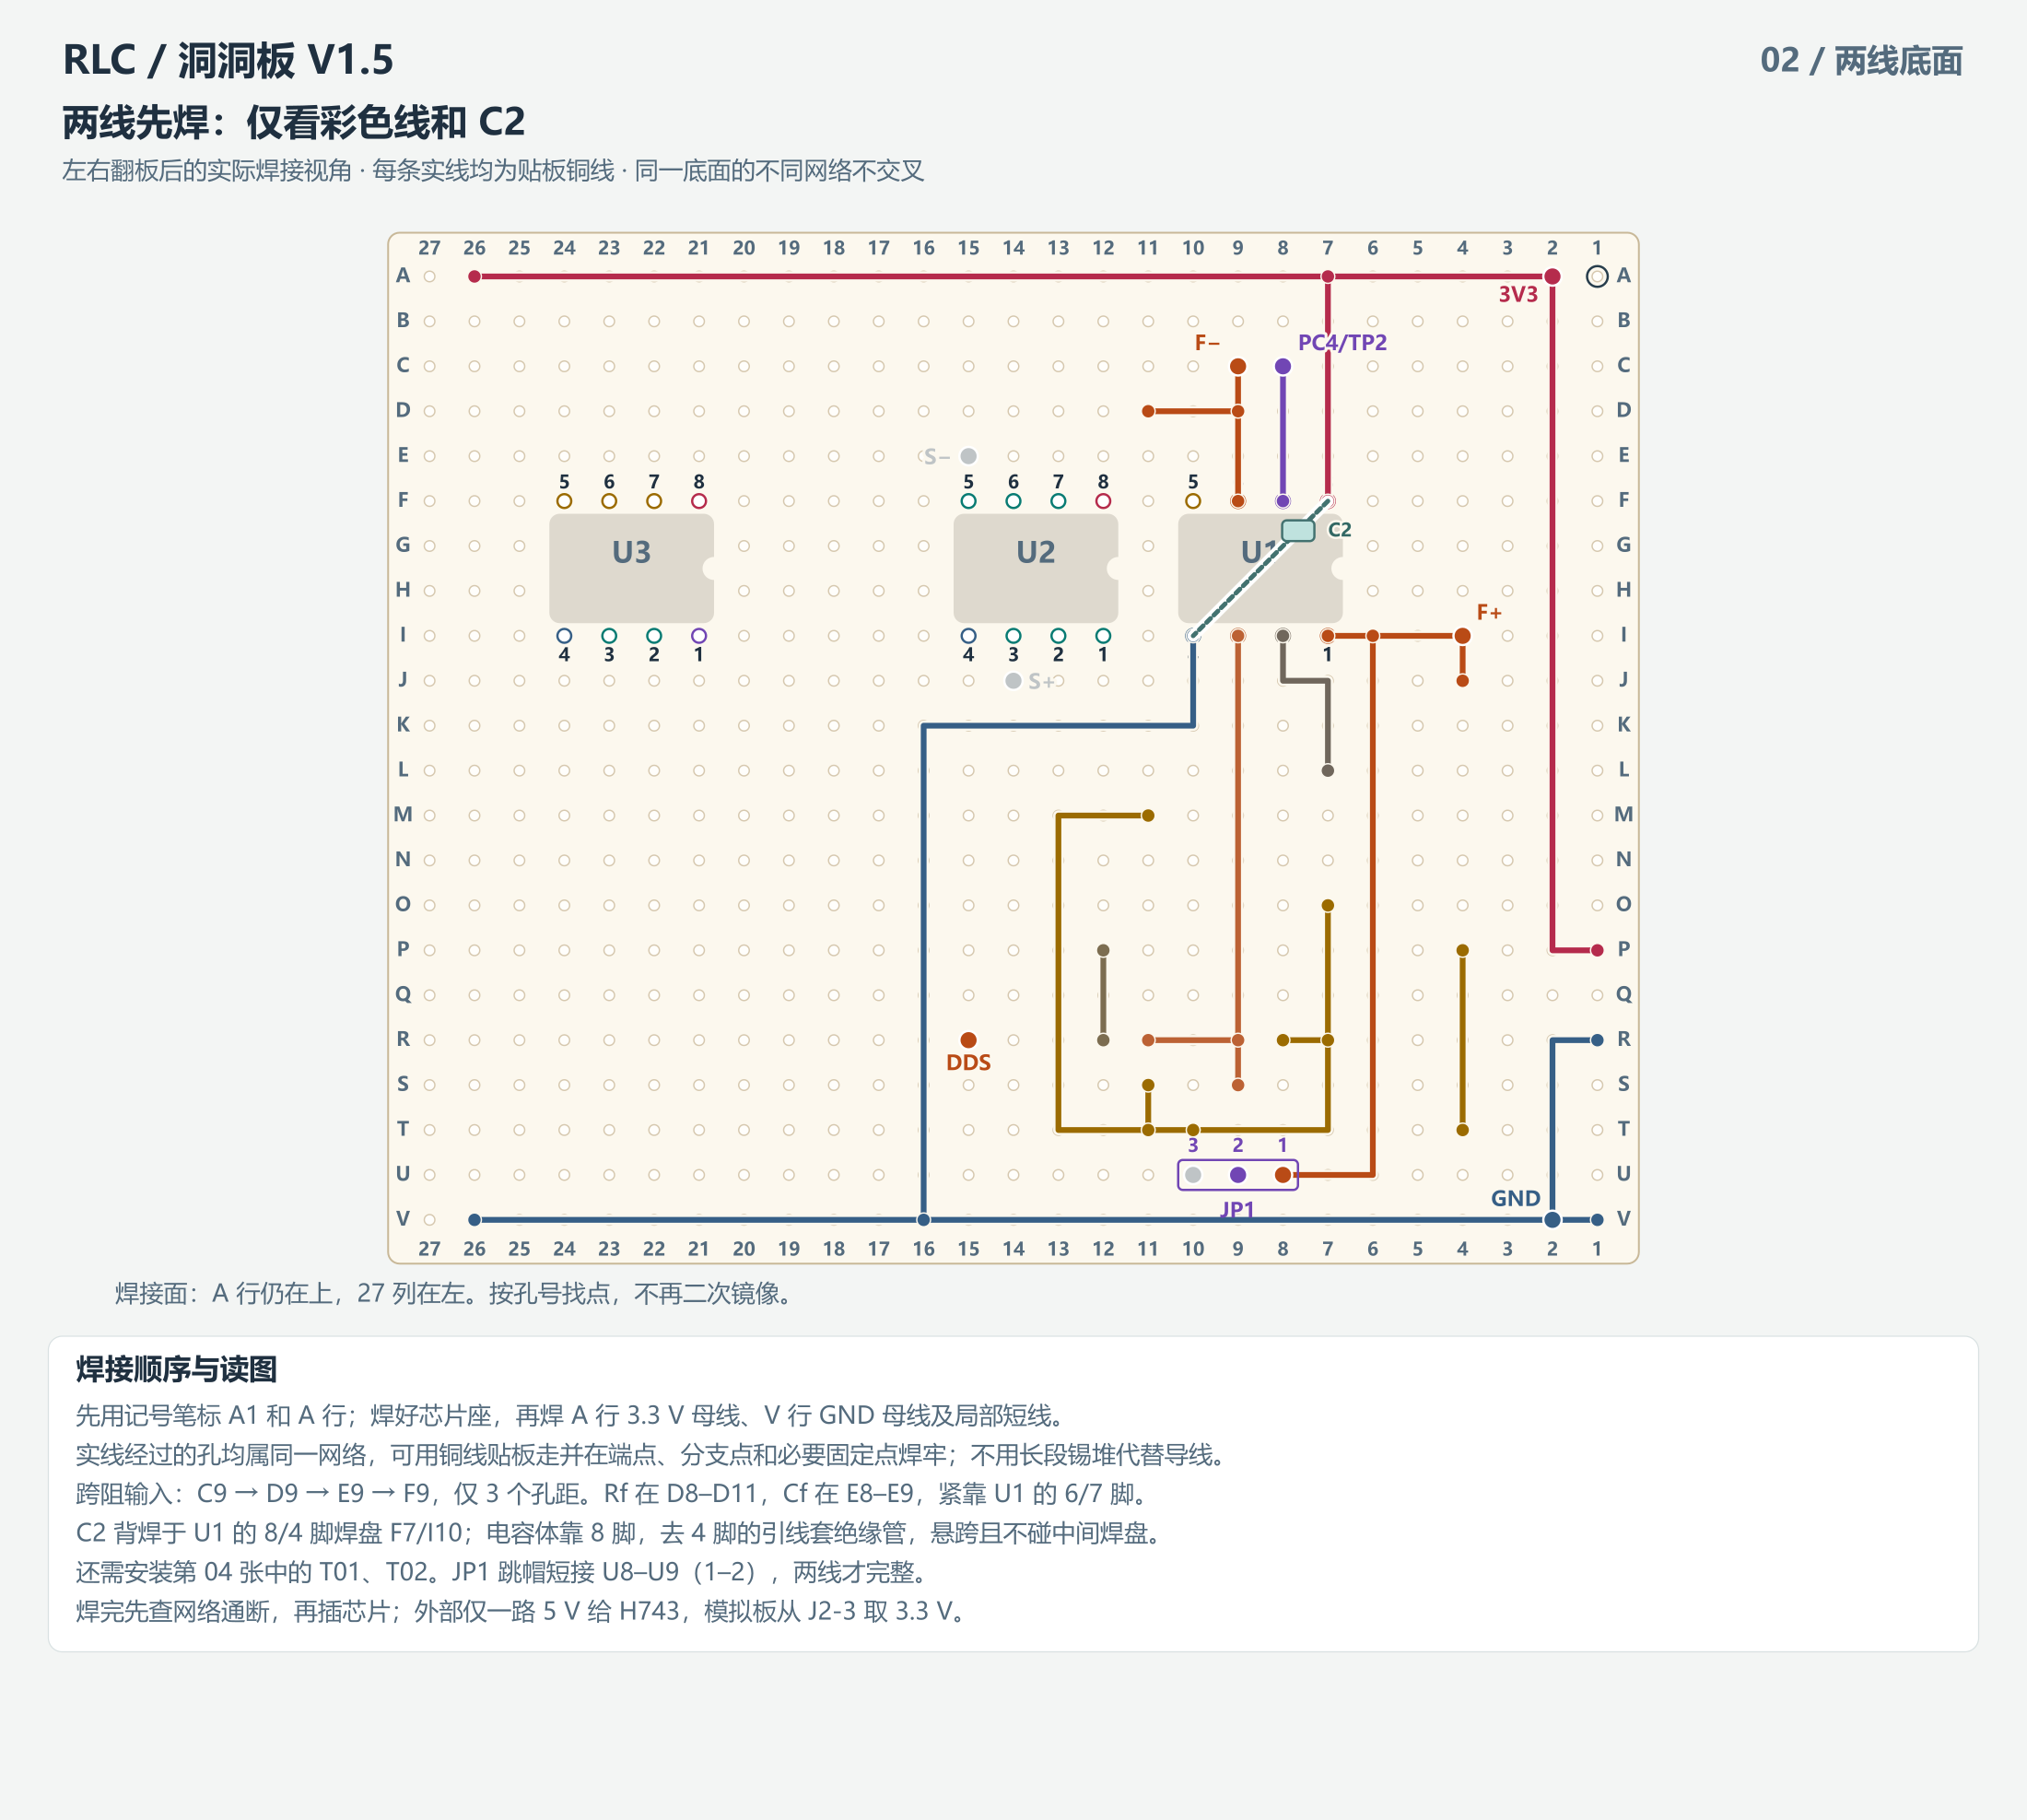 RLC / 洞洞板 V1.5
02 / 两线底面
两线先焊：仅看彩色线和 C2
左右翻板后的实际焊接视角 · 每条实线均为贴板铜线 · 同一底面的不同网络不交叉
27 26 25 24 23 22 21 20 19 18 17 16 15 14 13 12 11 10 9 8 7 6 5 4 3 2 1
A A
3V3
B B
F− PC4/TP2
C C
D D
E S− E
5 6 7 8 5 6 7 8 5
F F
C2
G U3 U2 U1 G
H H
F+
I I
4 3 2 1 4 3 2 1 1
J S+ J
K K
L L
M M
N N
O O
P P
Q Q
R R
DDS
S S
T T
3 2 1
U U
GND
JP1
V V
27 26 25 24 23 22 21 20 19 18 17 16 15 14 13 12 11 10 9 8 7 6 5 4 3 2 1
焊接面：A 行仍在上，27 列在左。按孔号找点，不再二次镜像。
焊接顺序与读图
先用记号笔标 A1 和 A 行；焊好芯片座，再焊 A 行 3.3 V 母线、V 行 GND 母线及局部短线。
实线经过的孔均属同一网络，可用铜线贴板走并在端点、分支点和必要固定点焊牢；不用长段锡堆代替导线。
跨阻输入：C9 → D9 → E9 → F9，仅 3 个孔距。Rf 在 D8–D11，Cf 在 E8–E9，紧靠 U1 的 6/7 脚。
C2 背焊于 U1 的 8/4 脚焊盘 F7/I10；电容体靠 8 脚，去 4 脚的引线套绝缘管，悬跨且不碰中间焊盘。
还需安装第 04 张中的 T01、T02。JP1 跳帽短接 U8–U9（1–2），两线才完整。
焊完先查网络通断，再插芯片；外部仅一路 5 V 给 H743，模拟板从 J2-3 取 3.3 V。